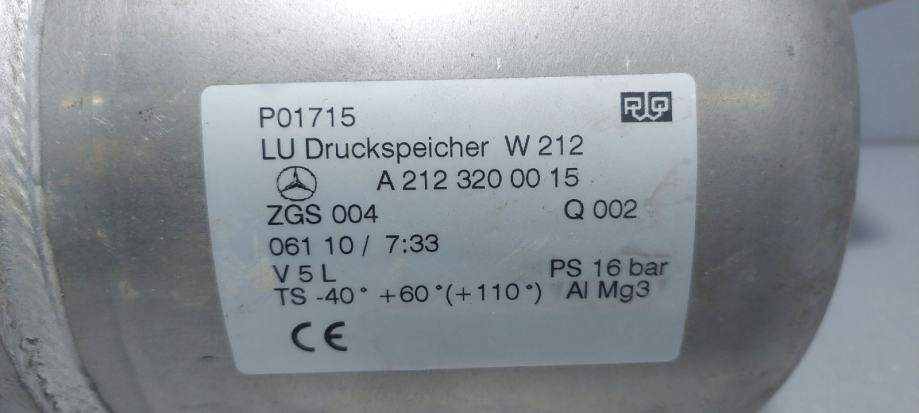 P01715
LU Druckspeicher W 212
A 212 320 00 15
ZGS 004 Q 002
061 10 / 7:33
V 5 L PS 16 bar
TS -40° +60°(+110°) Al Mg3
CE